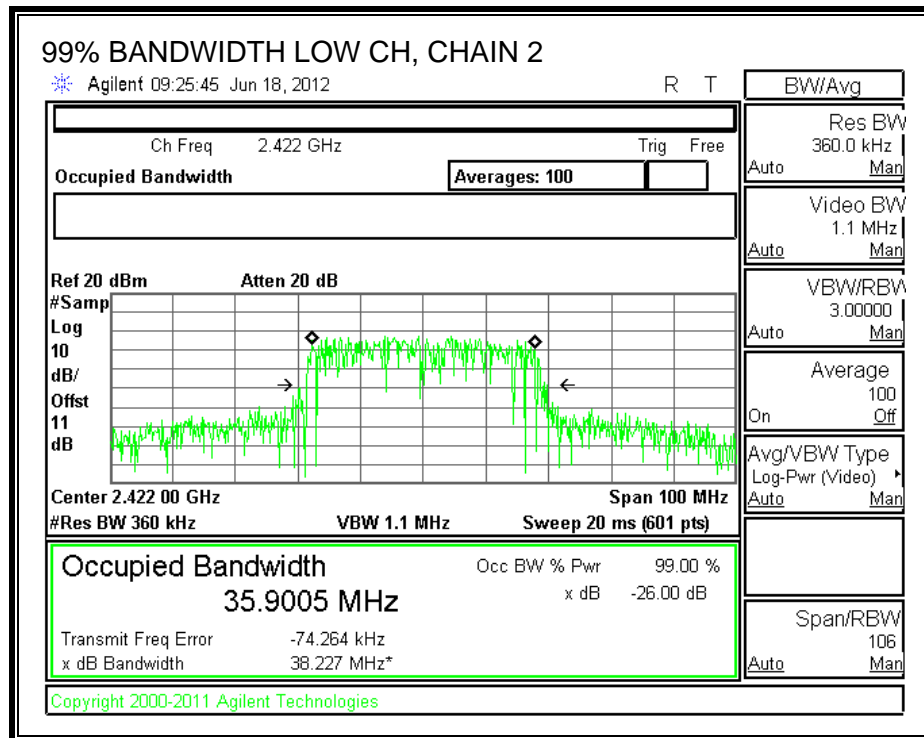 99% BANDWIDTH LOW CH, CHAIN 2
Agilent 09:25:45 Jun 18, 2012 R T
Ch Freq 2.422 GHz Trig Free
Occupied Bandwidth Averages: 100
Ref 20 dBm Atten 20 dB
#Samp
Log
10
dB/
Offst
11
dB
Center 2.422 00 GHz Span 100 MHz
#Res BW 360 kHz VBW 1.1 MHz Sweep 20 ms (601 pts)
Occupied Bandwidth Occ BW % Pwr 99.00 %
35.9005 MHz x dB -26.00 dB
Transmit Freq Error -74.264 kHz
x dB Bandwidth 38.227 MHz*
Copyright 2000-2011 Agilent Technologies
BW/Avg
Res BW
360.0 kHz
Auto Man
Video BW
1.1 MHz
Auto Man
VBW/RBW
3.00000
Auto Man
Average
100
On Off
Avg/VBW Type
Log-Pwr (Video)
Auto Man
Span/RBW
106
Auto Man